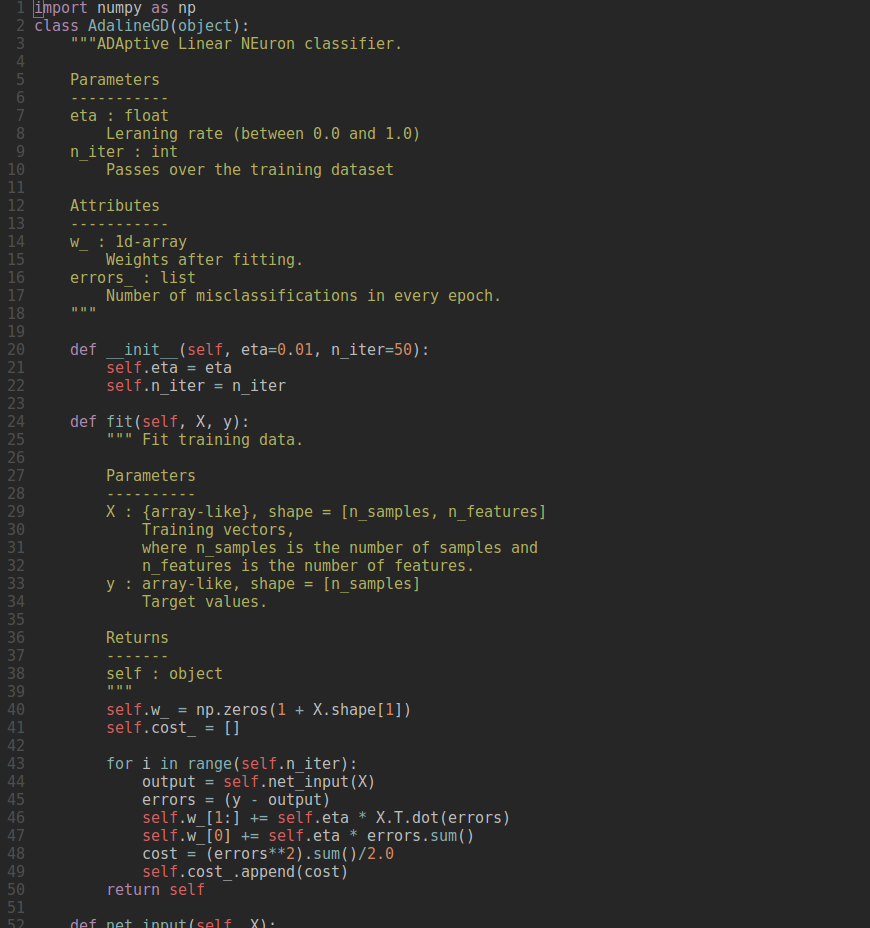 1 import numpy as np
2 class AdalineGD(object):
3     """ADAptive Linear NEuron classifier.
4
5     Parameters
6     -----------
7     eta : float
8         Leraning rate (between 0.0 and 1.0)
9     n_iter : int
10         Passes over the training dataset
11
12     Attributes
13     -----------
14     w_ : 1d-array
15         Weights after fitting.
16     errors_ : list
17         Number of misclassifications in every epoch.
18     """
19
20     def __init__(self, eta=0.01, n_iter=50):
21         self.eta = eta
22         self.n_iter = n_iter
23
24     def fit(self, X, y):
25         """ Fit training data.
26
27         Parameters
28         ----------
29         X : {array-like}, shape = [n_samples, n_features]
30             Training vectors,
31             where n_samples is the number of samples and
32             n_features is the number of features.
33         y : array-like, shape = [n_samples]
34             Target values.
35
36         Returns
37         -------
38         self : object
39         """
40         self.w_ = np.zeros(1 + X.shape[1])
41         self.cost_ = []
42
43         for i in range(self.n_iter):
44             output = self.net_input(X)
45             errors = (y - output)
46             self.w_[1:] += self.eta * X.T.dot(errors)
47             self.w_[0] += self.eta * errors.sum()
48             cost = (errors**2).sum()/2.0
49             self.cost_.append(cost)
50         return self
51
52     def net_input(self, X):